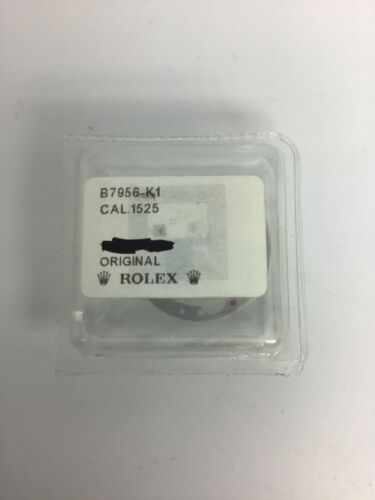 B7956-K1
CAL.1525
ORIGINAL
ROLEX